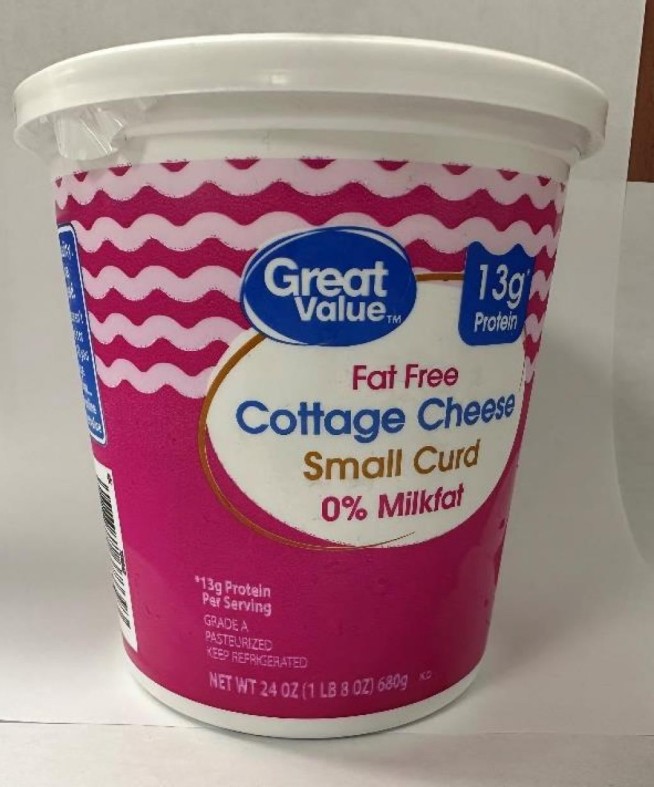 Great
Value™
13g*
Protein
Fat Free
Cottage Cheese
Small Curd
0% Milkfat
*13g Protein
Per Serving
GRADE A
PASTEURIZED
KEEP REFRIGERATED
NET WT 24 OZ (1 LB 8 OZ) 680g